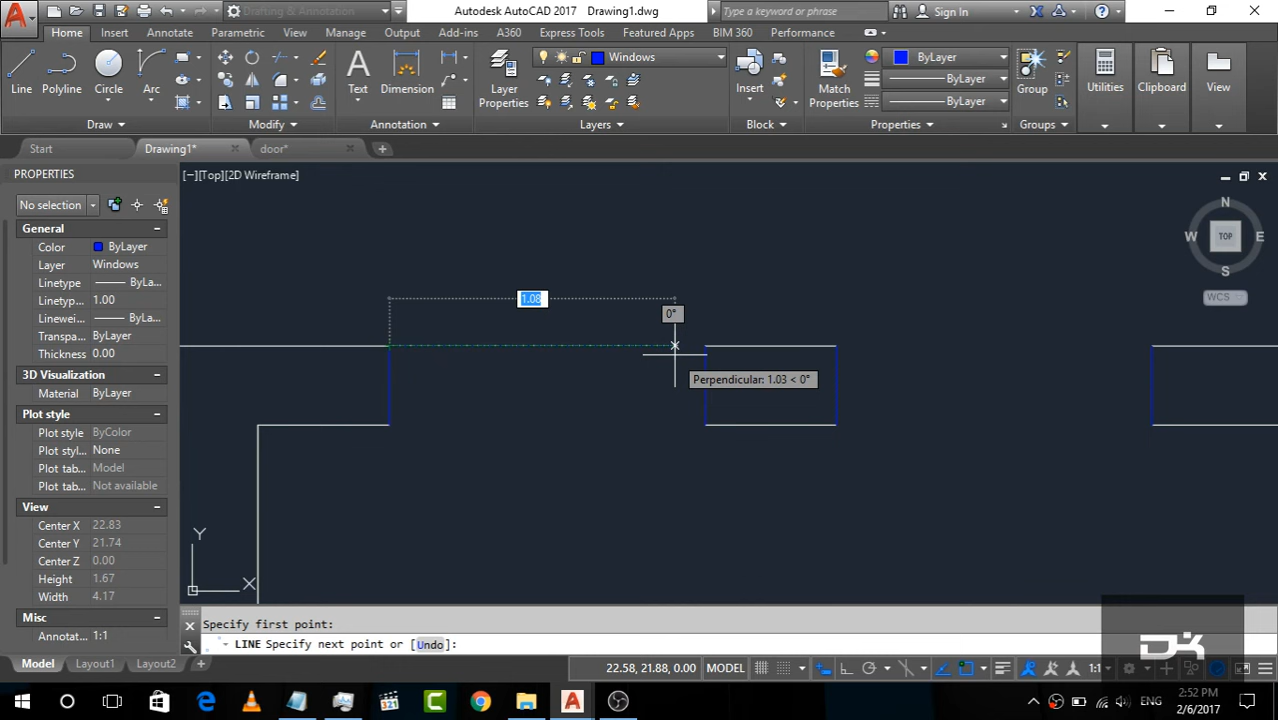 Drafting & Annotation
Autodesk AutoCAD 2017 Drawing1.dwg
Type a keyword or phrase
Sign In
Home Insert Annotate Parametric View Manage Output Add-ins A360 Express Tools Featured Apps BIM 360 Performance
Windows
ByLayer
ByLayer
ByLayer
Line Polyline Circle Arc
Text Dimension
Layer Properties
Insert
Match Properties
Group
Utilities Clipboard View
Draw Modify Annotation Layers Block Properties Groups
Start Drawing1* door*
PROPERTIES
[−][Top][2D Wireframe]
No selection
General
Color ByLayer
Layer Windows
Linetype ByLa...
Linetyp... 1.00
Linewei... ByLa...
Transpa... ByLayer
Thickness 0.00
3D Visualization
Material ByLayer
Plot style
Plot style ByColor
Plot styl... None
Plot tab... Model
Plot tab... Not available
View
Center X 22.83
Center Y 21.74
Center Z 0.00
Height 1.67
Width 4.17
Misc
Annotat... 1:1
N
W TOP E
S
WCS
1.08
0°
Perpendicular: 1.03 < 0°
Y
X
Specify first point:
LINE Specify next point or [Undo]:
DK
Model Layout1 Layout2
22.58, 21.88, 0.00 MODEL
1:1
321
ENG
2:52 PM
2/6/2017